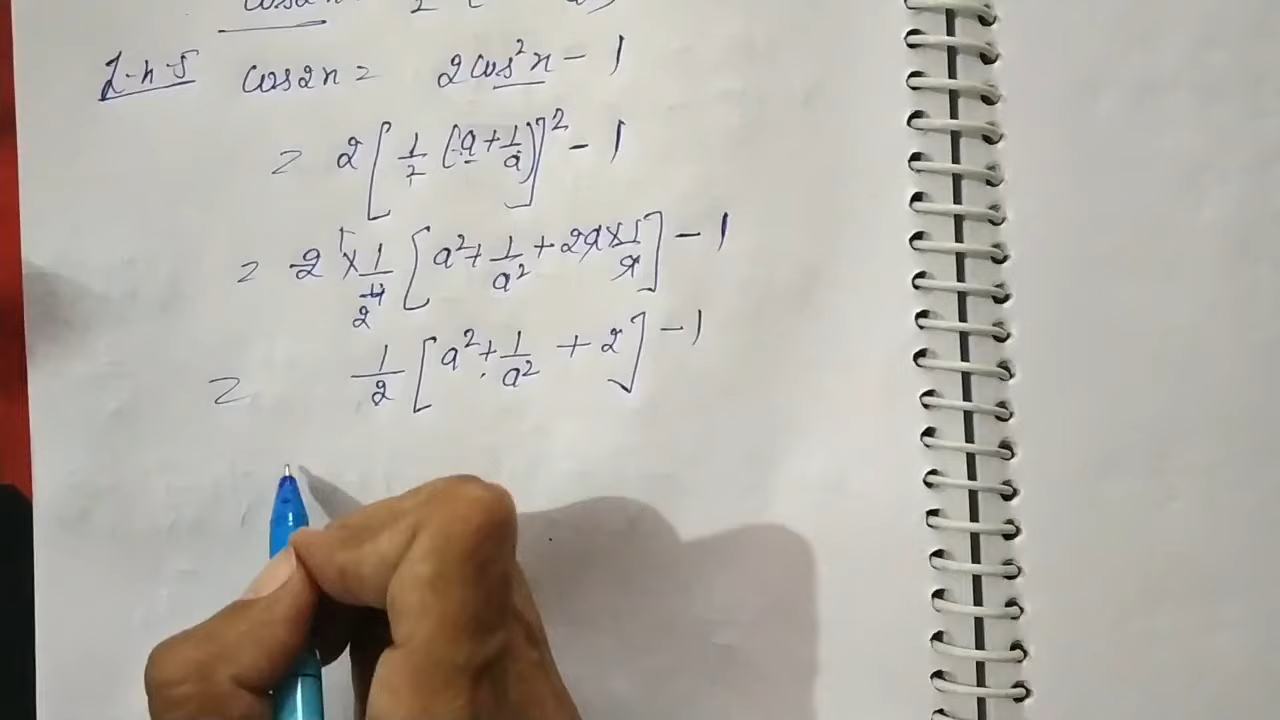 L-H-S cos2x = 2cos²x - 1
= 2[1/2 (a + 1/a)]² - 1
= 2 × 1/4 [a² + 1/a² + 2a × 1/a] - 1
2
= 1/2 [a² + 1/a² + 2] - 1